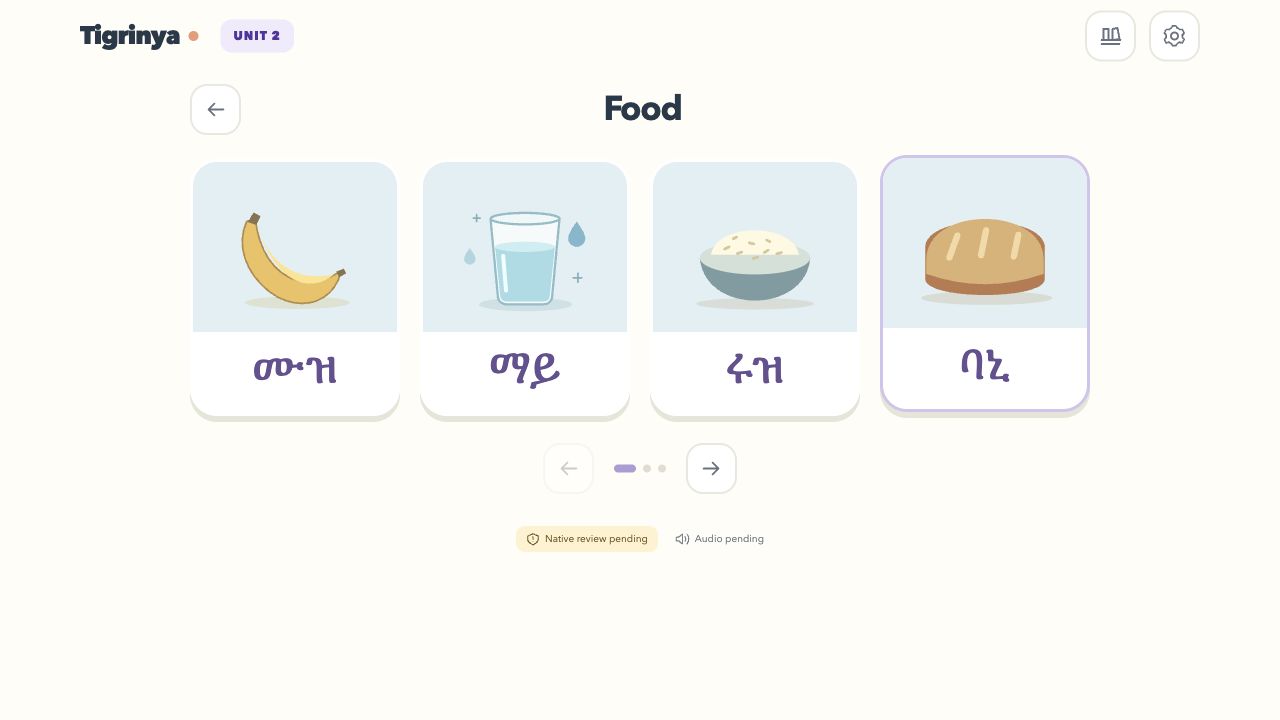 Tigrinya
UNIT 2
Food
ሙዝ
ማይ
ሩዝ
ባኒ
Native review pending
Audio pending